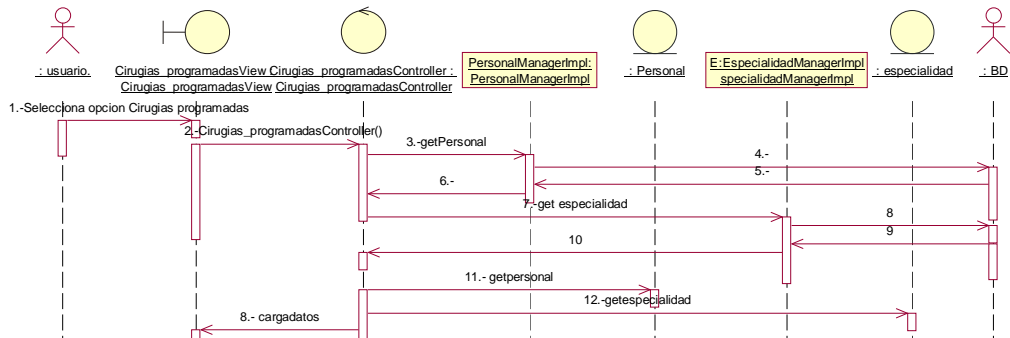 : usuario.
Cirugias_programadasView
Cirugias_programadasView
Cirugias_programadasController :
Cirugias_programadasController
PersonalManagerImpl:
PersonalManagerImpl
: Personal
E:EspecialidadManagerImpl
specialidadManagerImpl
: especialidad
: BD
1.-Selecciona opcion Cirugias programadas
2.-Cirugias_programadasController()
3.-getPersonal
4.-
5.-
6.-
7.-get especialidad
8
9
10
11.- getpersonal
12.-getespecialidad
8.- cargadatos